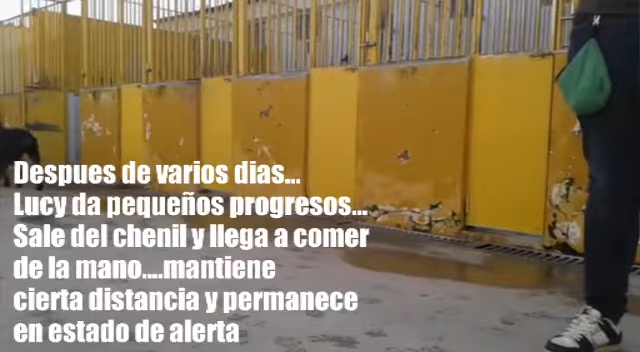 Despues de varios dias...
Lucy da pequeños progresos...
Sale del chenil y llega a comer
de la mano....mantiene
cierta distancia y permanece
en estado de alerta